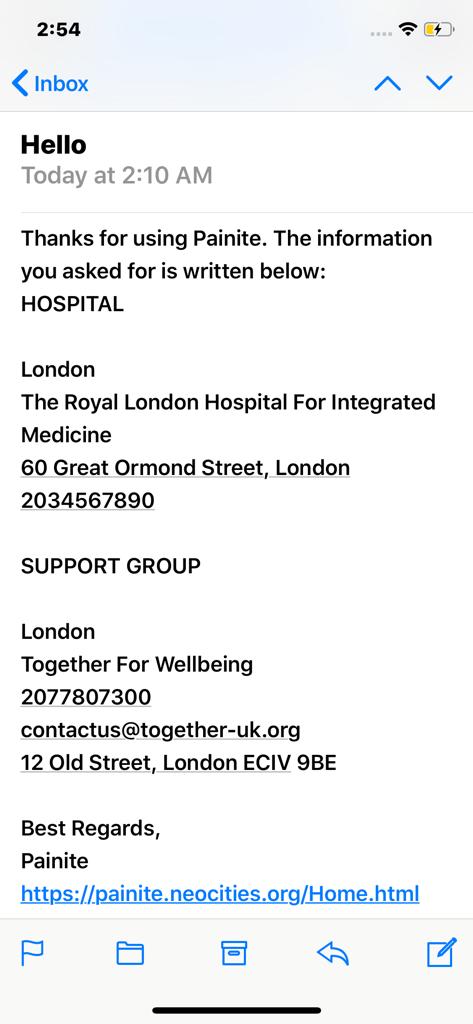 2:54
Inbox
Hello
Today at 2:10 AM
Thanks for using Painite. The information
you asked for is written below:
HOSPITAL
London
The Royal London Hospital For Integrated
Medicine
60 Great Ormond Street, London
2034567890
SUPPORT GROUP
London
Together For Wellbeing
2077807300
contactus@together-uk.org
12 Old Street, London ECIV 9BE
Best Regards,
Painite
https://painite.neocities.org/Home.html